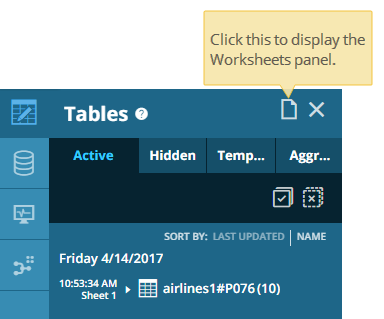 Click this to display the
Worksheets panel.
Tables ?
Active Hidden Temp... Aggr...
SORT BY: LAST UPDATED | NAME
Friday 4/14/2017
10:53:34 AM
Sheet 1
airlines1#P076 (10)